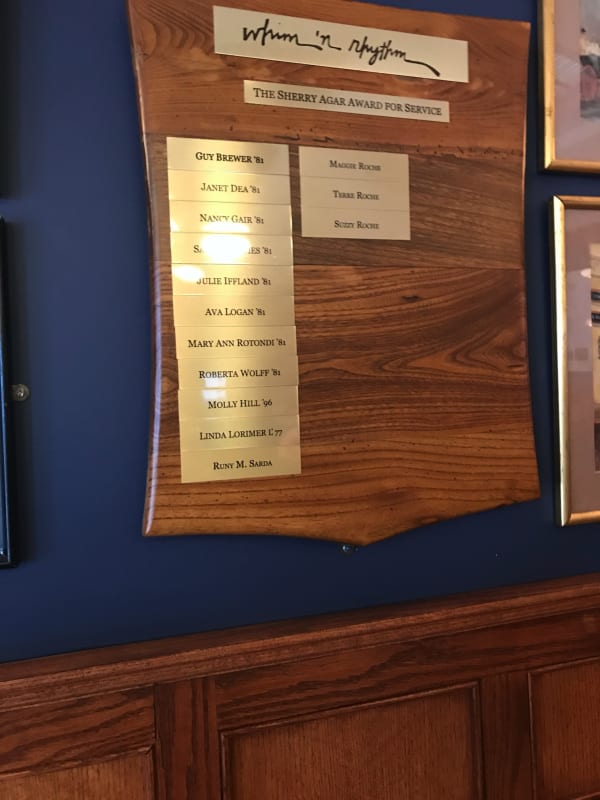 whim 'n rhythm
THE SHERRY AGAR AWARD FOR SERVICE
GUY BREWER '81
JANET DEA '81
NANCY GAIR '81
'81
JULIE IFFLAND '81
AVA LOGAN '81
MARY ANN ROTONDI '81
ROBERTA WOLFF '81
MOLLY HILL '96
LINDA LORIMER L' 77
RUNY M. SARDA
MAGGIE ROCHE
TERRE ROCHE
SUZZY ROCHE